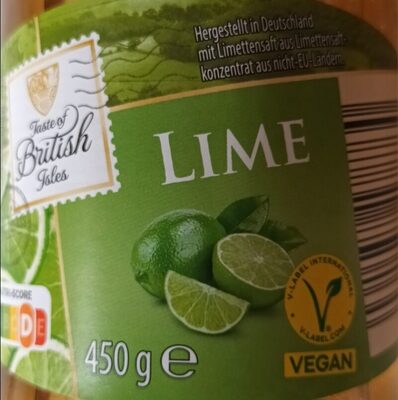 Hergestellt in Deutschland
mit Limettensaft aus Limettensaft-
konzentrat aus nicht-EU-Ländern.
Taste of
British
Isles
LIME
V-LABEL INTERNATIONAL
V-LABEL.COM
-SCORE
D E
450 g e
VEGAN